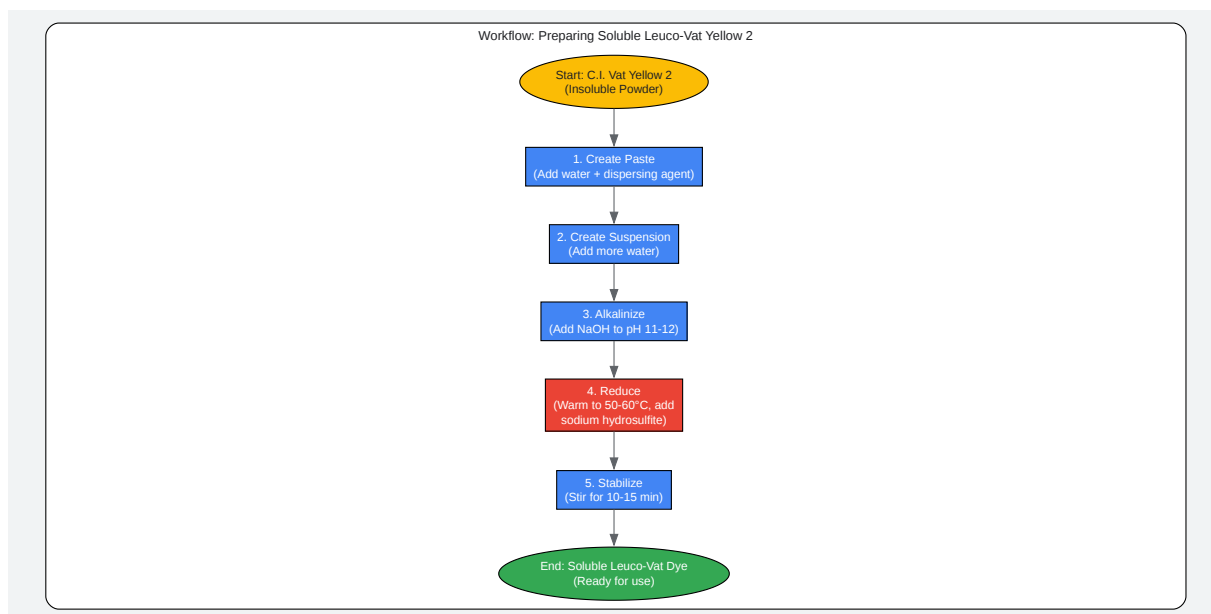 Workflow: Preparing Soluble Leuco-Vat Yellow 2
Start: C.I. Vat Yellow 2
(Insoluble Powder)
1. Create Paste
(Add water + dispersing agent)
2. Create Suspension
(Add more water)
3. Alkalinize
(Add NaOH to pH 11-12)
4. Reduce
(Warm to 50-60°C, add
sodium hydrosulfite)
5. Stabilize
(Stir for 10-15 min)
End: Soluble Leuco-Vat Dye
(Ready for use)